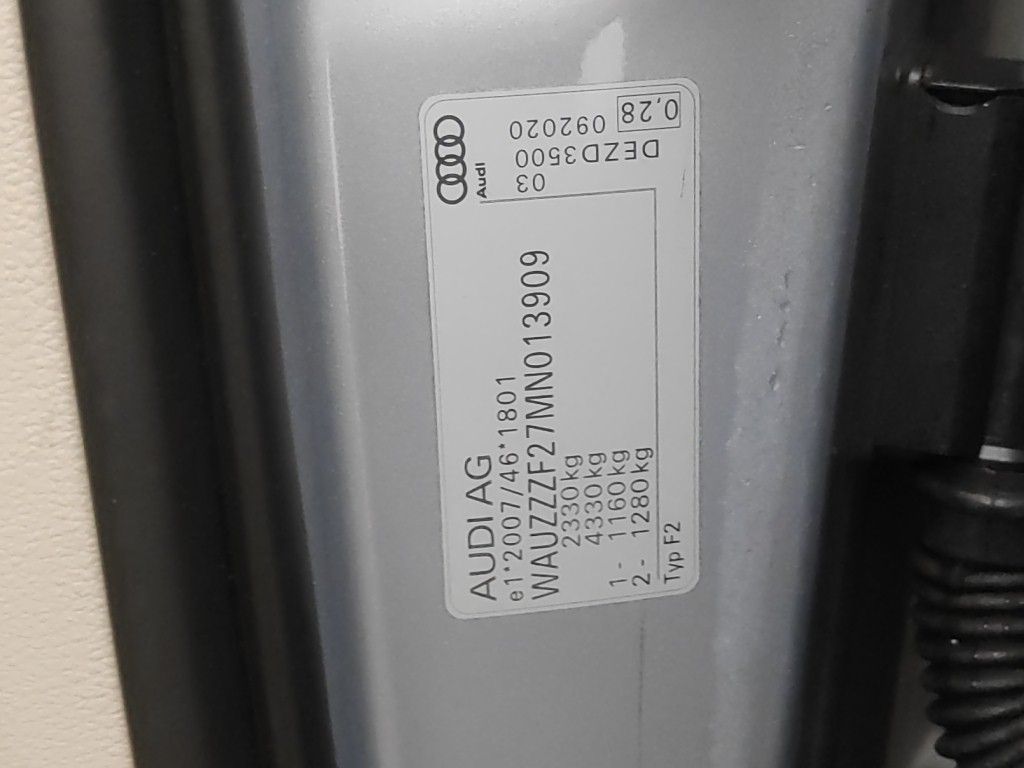 AUDI AG
e1*2007/46*1801
WAUZZZF27MN013909
2330kg
4330kg
1 - 1160kg
2 - 1280kg
Typ F2
Audi
03
DEZD3500
092020
0,28